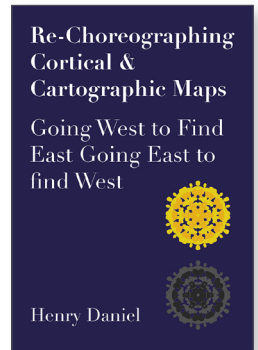 Re-Choreographing
Cortical &
Cartographic Maps
Going West to Find
East Going East to
find West
Henry Daniel